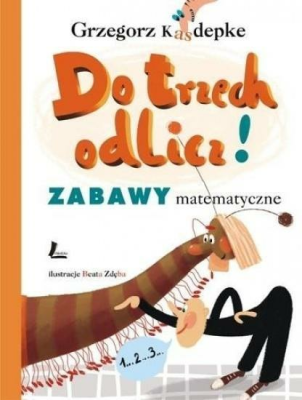 Grzegorz Kasdepke
Do trzech
odlicz!
ZABAWY matematyczne
ilustracje Beata Zdęba
1...2...3...